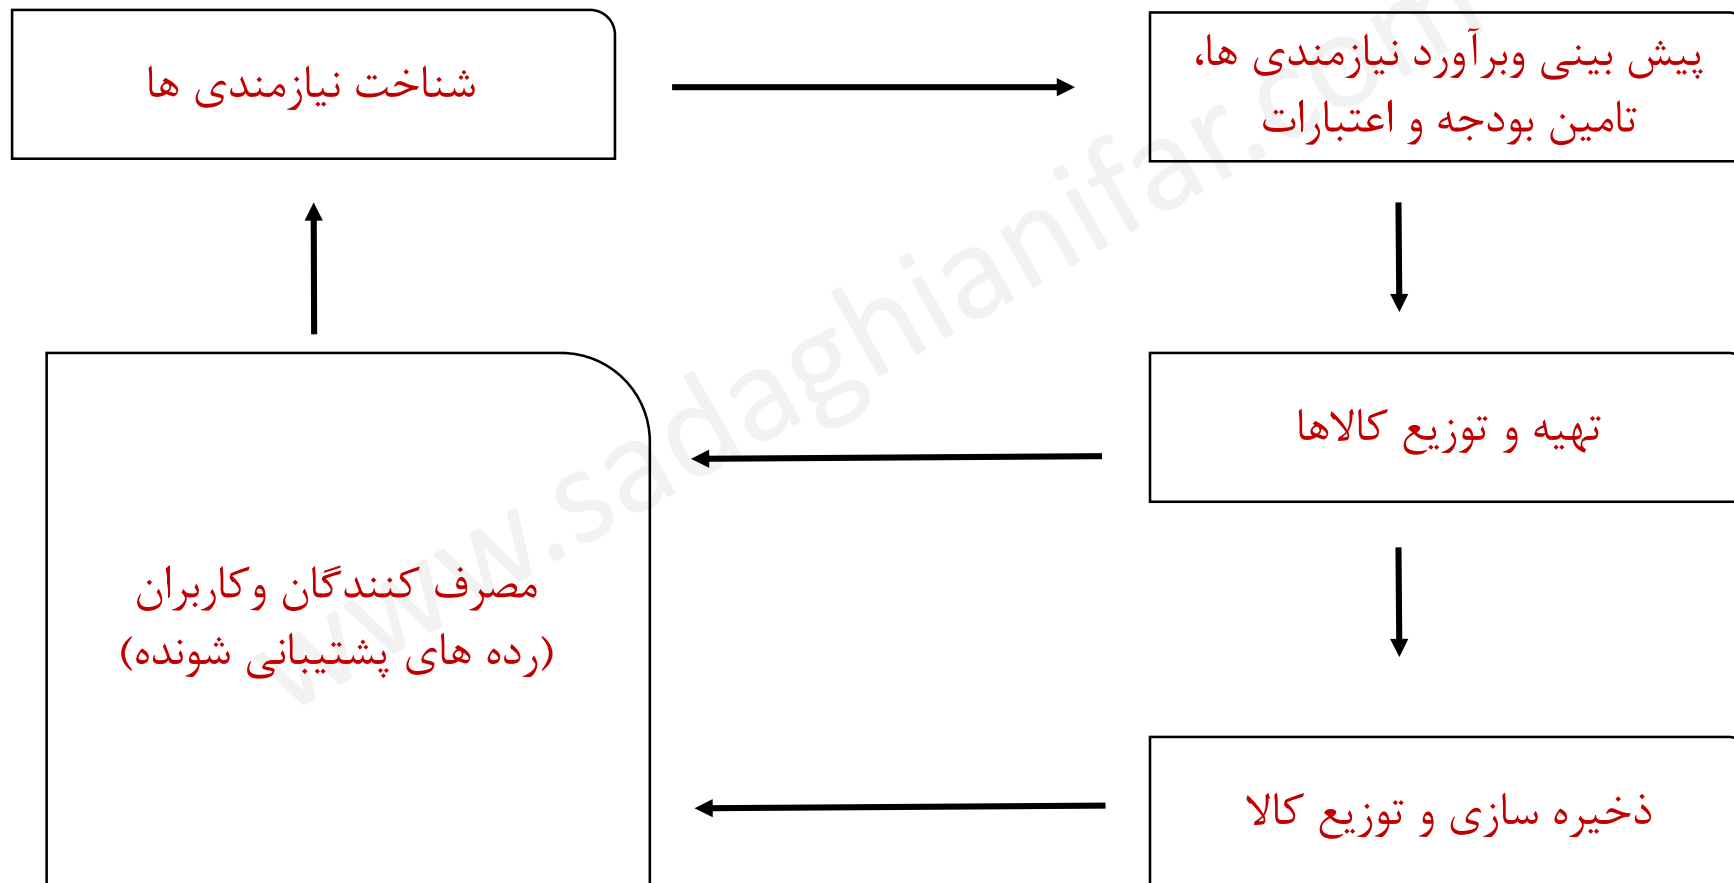 شناخت نیازمندی ها
پیش بینی وبرآورد نیازمندی ها،
تامین بودجه و اعتبارات
تهیه و توزیع کالاها
مصرف کنندگان وکاربران
(رده های پشتیبانی شونده)
ذخیره سازی و توزیع کالا
www.sadaghianifar.com